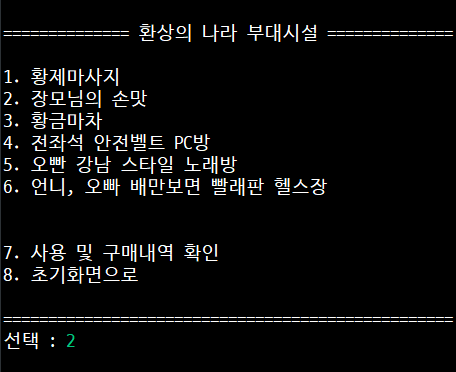 ============== 환상의 나라 부대시설 ==============
1. 황제마사지
2. 장모님의 손맛
3. 황금마차
4. 전좌석 안전벨트 PC방
5. 오빤 강남 스타일 노래방
6. 언니, 오빠 배만보면 빨래판 헬스장
7. 사용 및 구매내역 확인
8. 초기화면으로
==================================================
선택 : 2